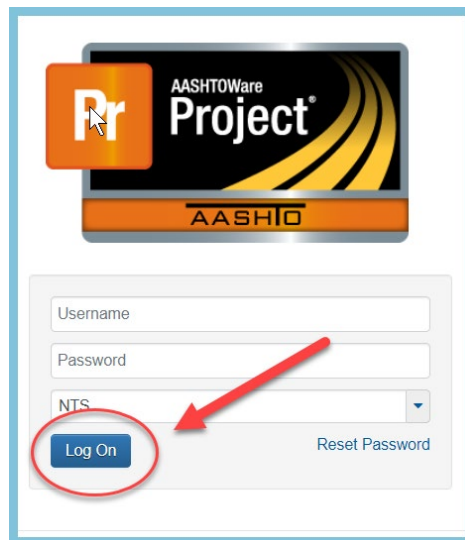 Pr
AASHTOWare
Project®
AASHTO
Username
Password
NTS
Log On
Reset Password